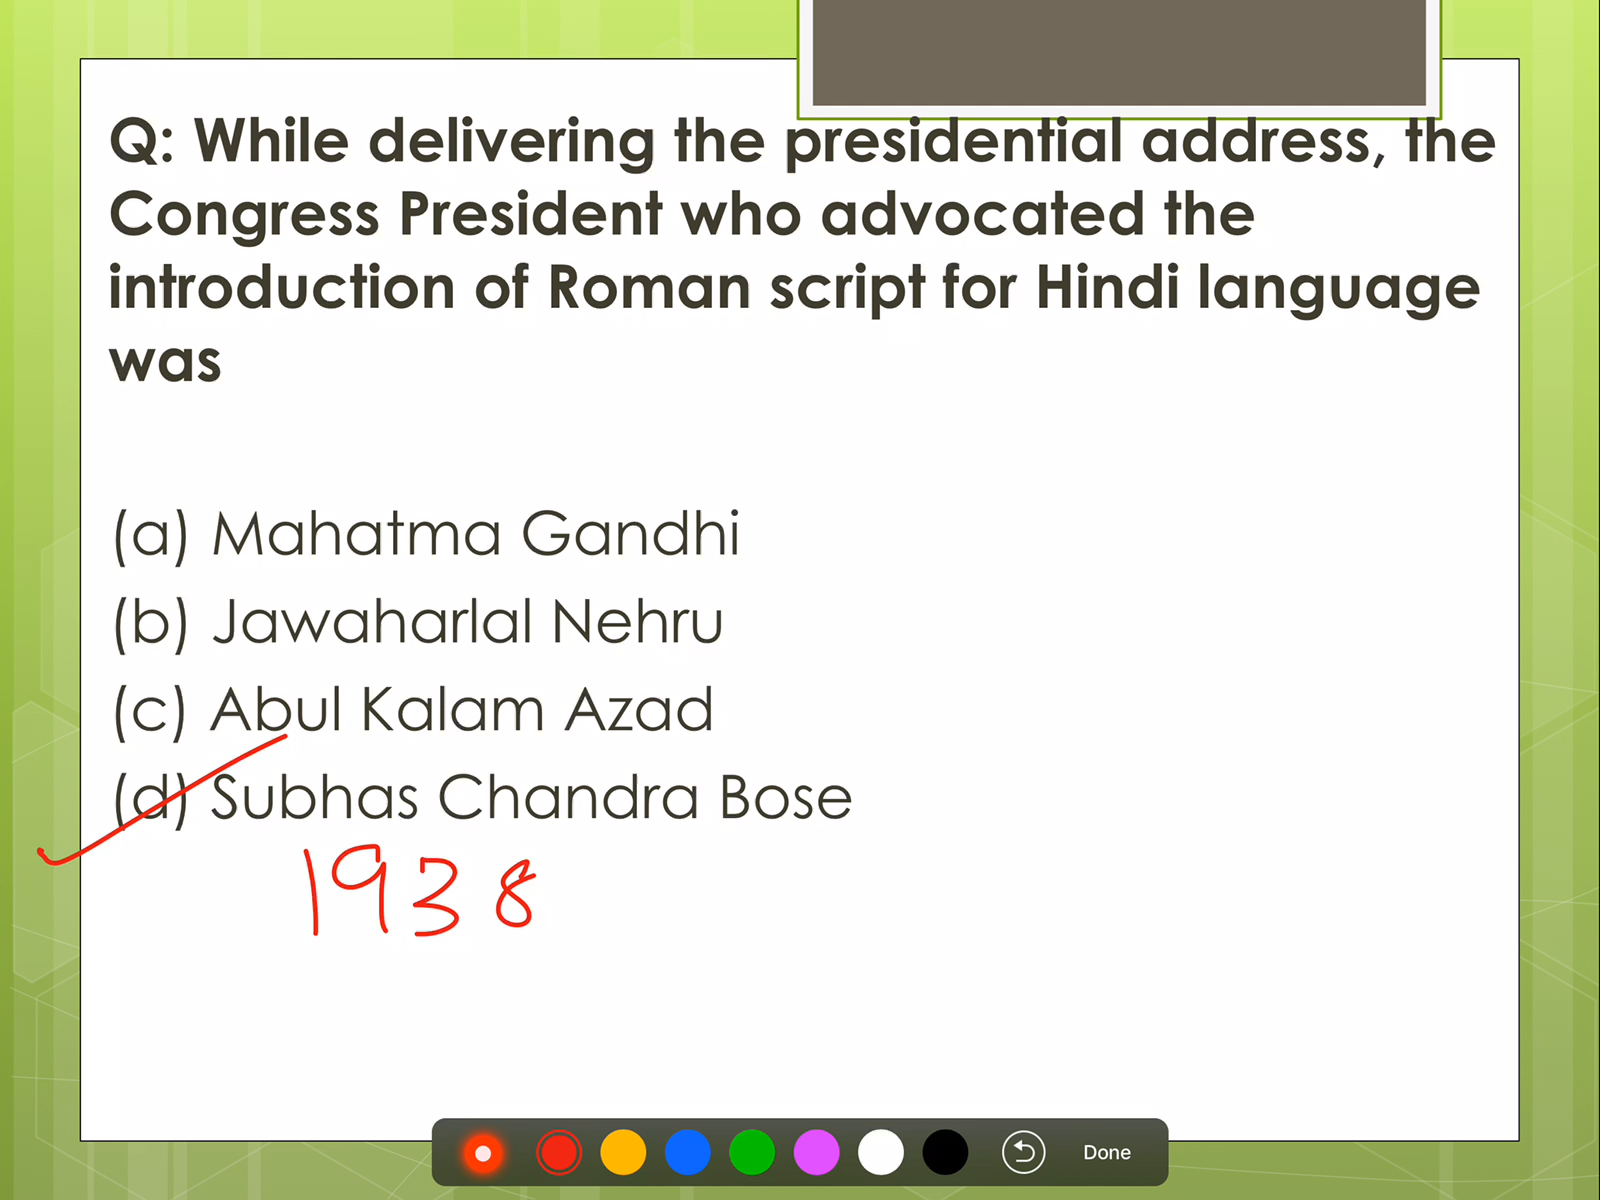 Q: While delivering the presidential address, the
Congress President who advocated the
introduction of Roman script for Hindi language
was
(a) Mahatma Gandhi
(b) Jawaharlal Nehru
(c) Abul Kalam Azad
(d) Subhas Chandra Bose
1938
Done